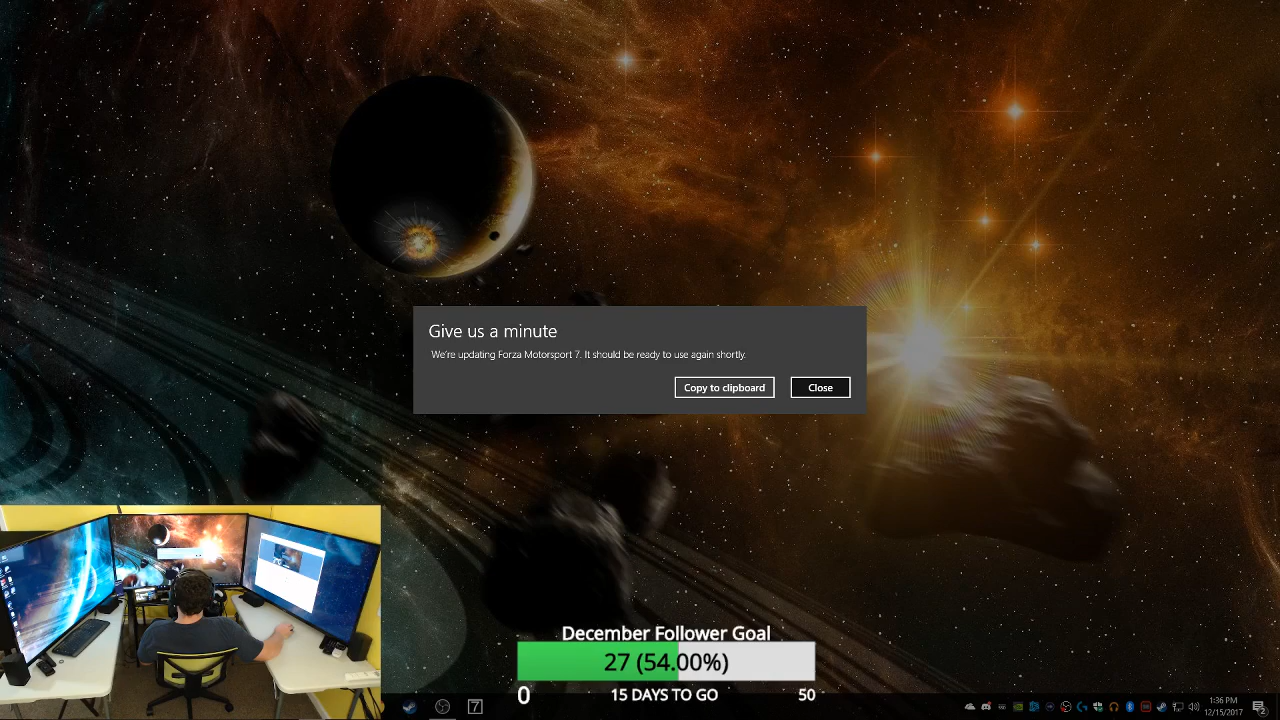 Give us a minute
We're updating Forza Motorsport 7. It should be ready to use again shortly.
Copy to clipboard
Close
December Follower Goal
27 (54.00%)
0
15 DAYS TO GO
50
7
1:36 PM
12/15/2017
2